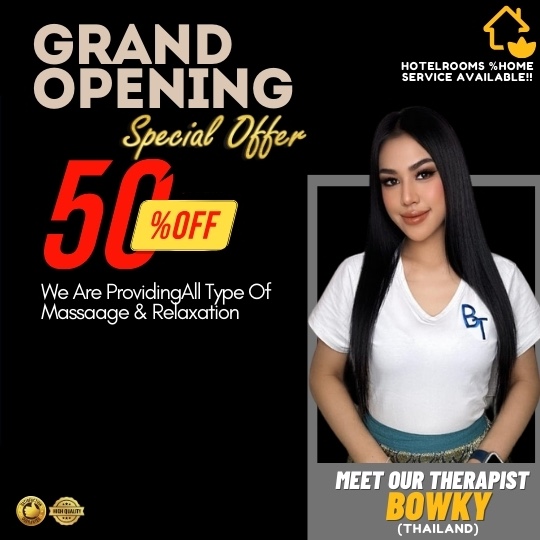 GRAND
OPENING
Special Offer
50
%OFF
We Are ProvidingAll Type Of
Massaage & Relaxation
HOTELROOMS %HOME
SERVICE AVAILABLE!!
BT
MEET OUR THERAPIST
BOWKY
(THAILAND)
HIGH QUALITY